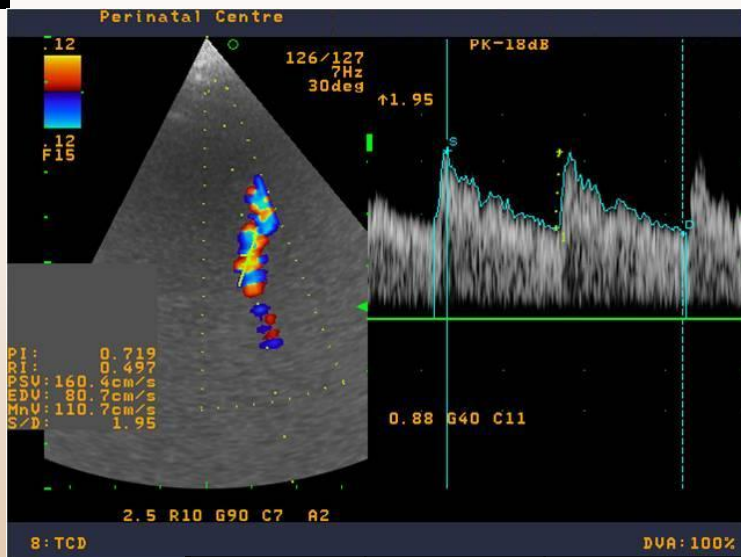 Perinatal Centre
.12
.12
F15
126/127
7Hz
30deg
PK-18dB
↑1.95
S
D
PI: 0.719
RI: 0.497
PSV:160.4cm/s
EDV: 80.7cm/s
MnV:110.7cm/s
S/D: 1.95
0.88 G40 C11
2.5 R10 G90 C7 A2
8:TCD
DVA:100%